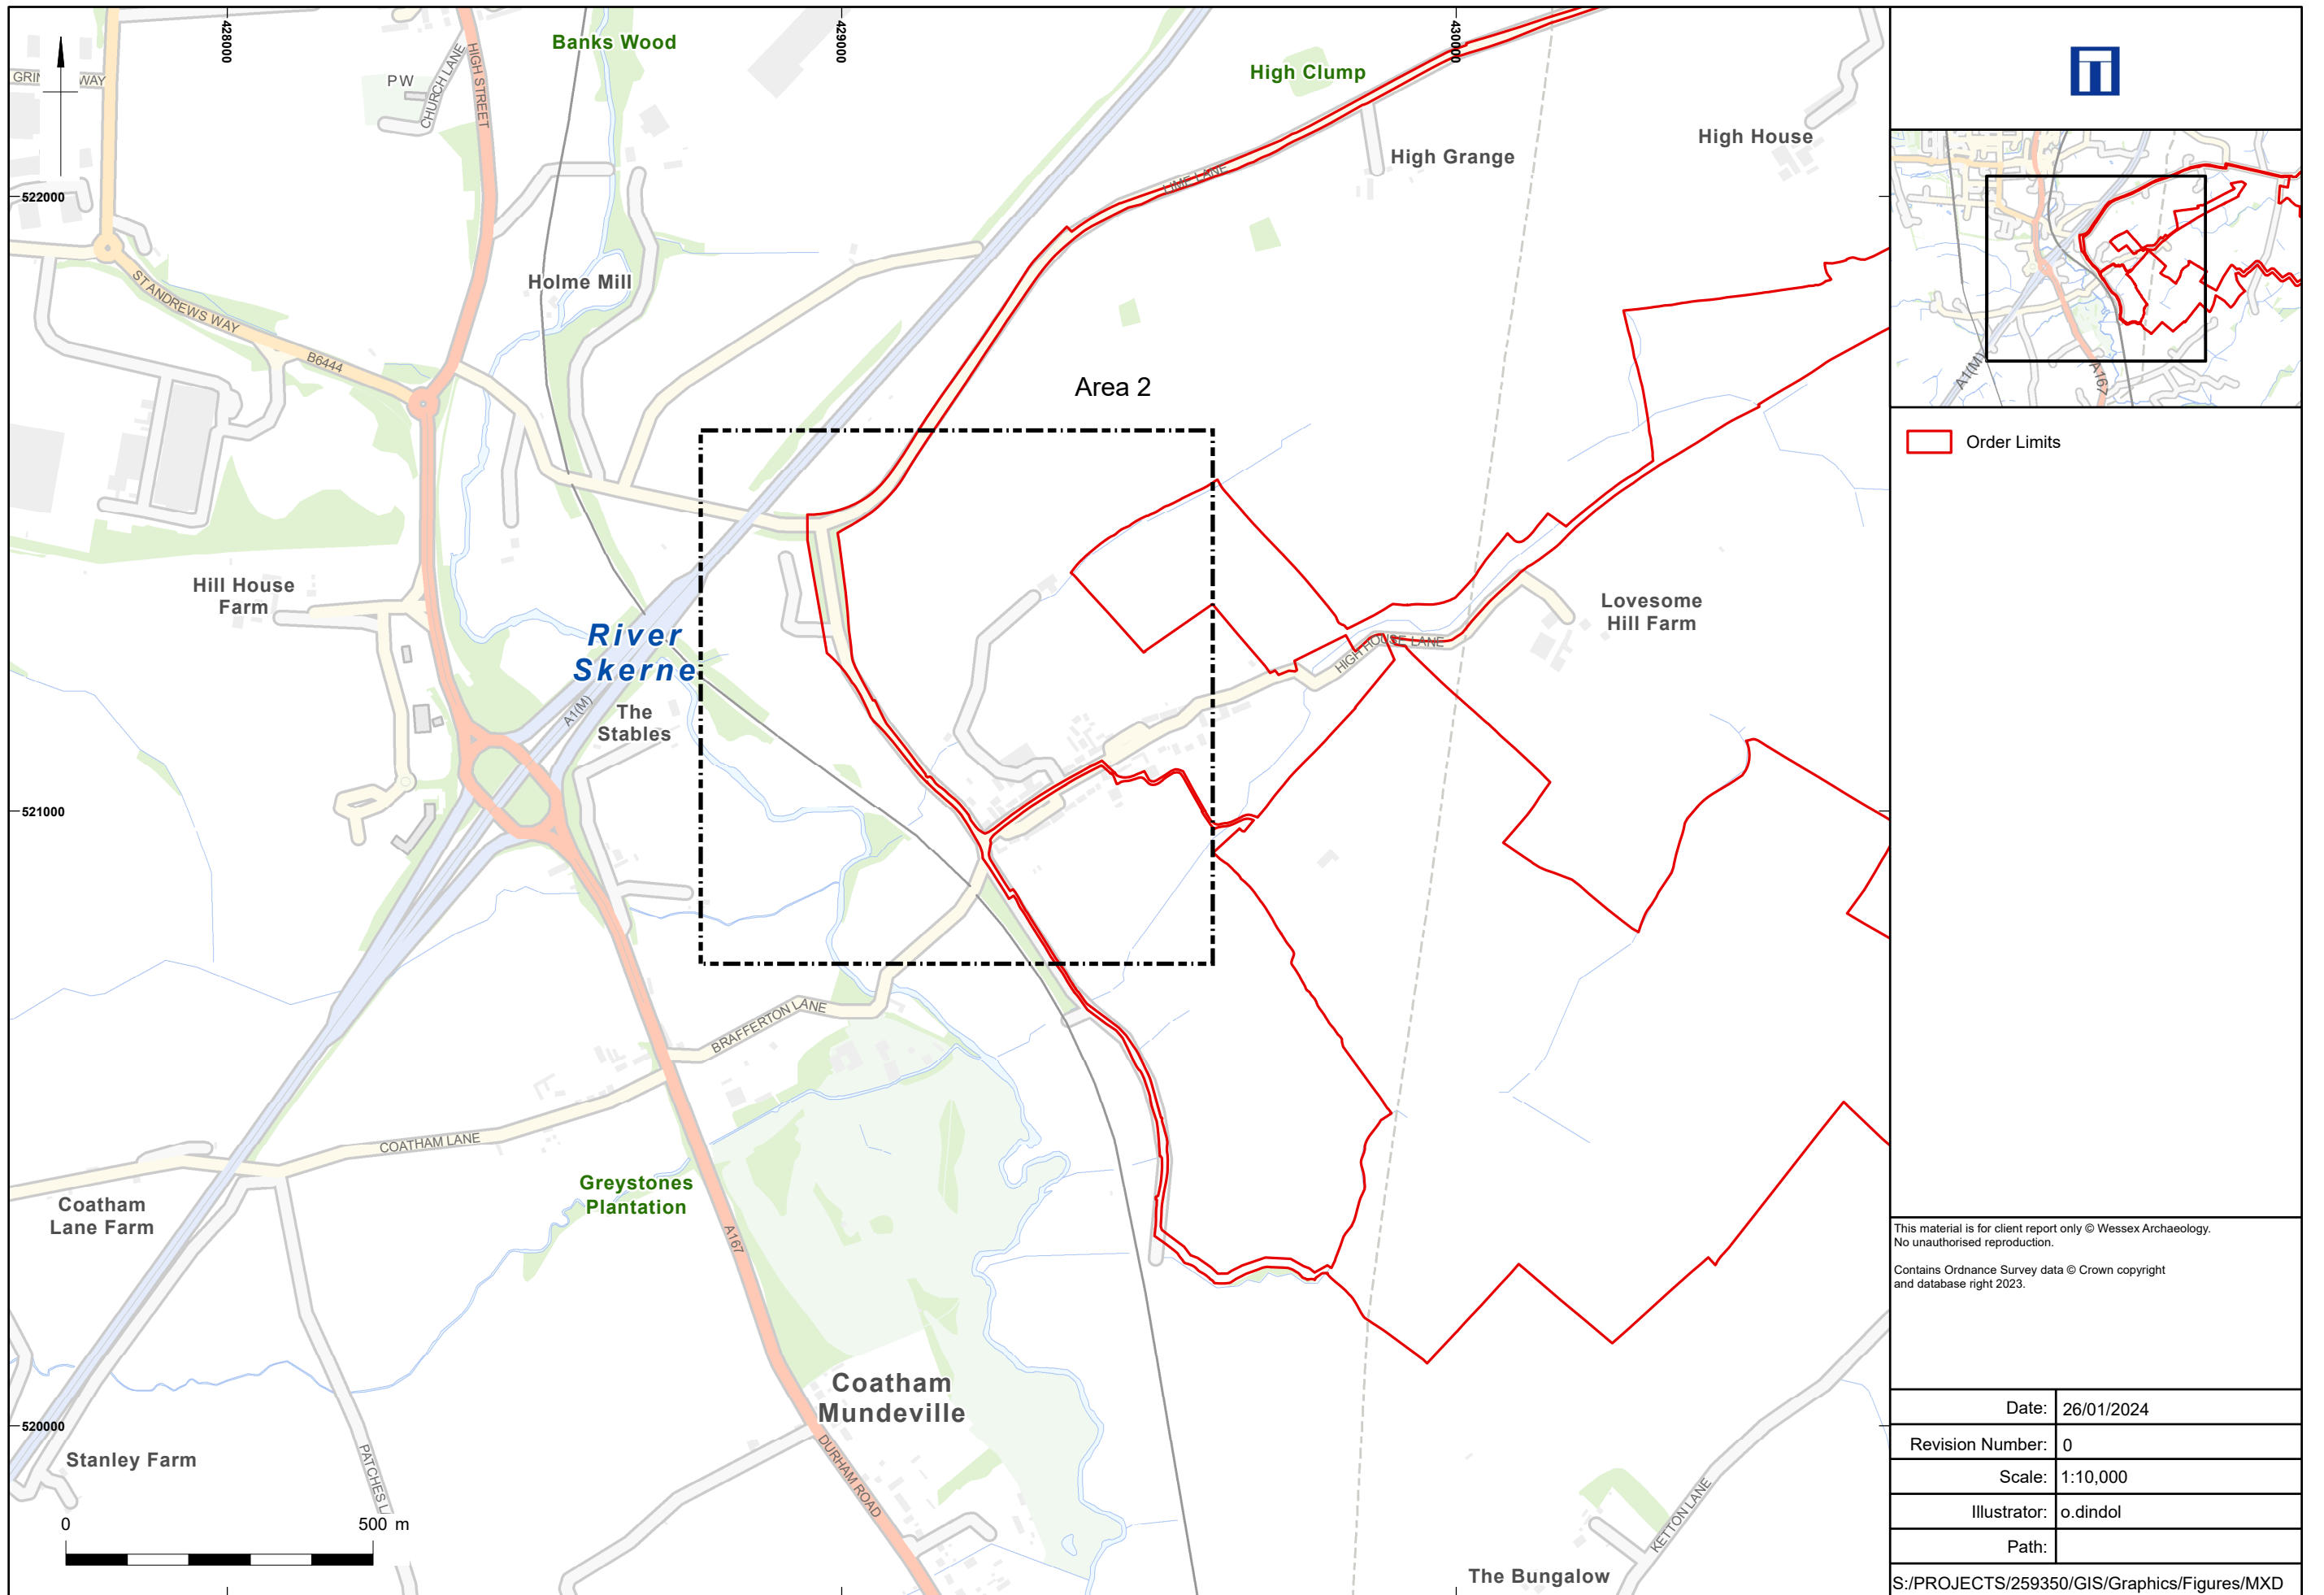 428000
429000
430000
522000
521000
520000
Banks Wood
High Clump
High House
High Grange
GRIN WAY
PW
CHURCH LANE
HIGH STREET
LIME LANE
Holme Mill
ST ANDREWS WAY
B6444
Area 2
Hill House
Farm
River
Skerne
Lovesome
Hill Farm
HIGH HOUSE LANE
A1(M)
The
Stables
BRAFFERTON LANE
COATHAM LANE
Coatham
Lane Farm
Greystones
Plantation
A167
Coatham
Mundeville
Stanley Farm
PATCHES L
DURHAM ROAD
KETTON LANE
The Bungalow
0
500 m
A1(M)
A167
Order Limits
This material is for client report only © Wessex Archaeology.
No unauthorised reproduction.
Contains Ordnance Survey data © Crown copyright
and database right 2023.
Date: 26/01/2024
Revision Number: 0
Scale: 1:10,000
Illustrator: o.dindol
Path:
S:/PROJECTS/259350/GIS/Graphics/Figures/MXD